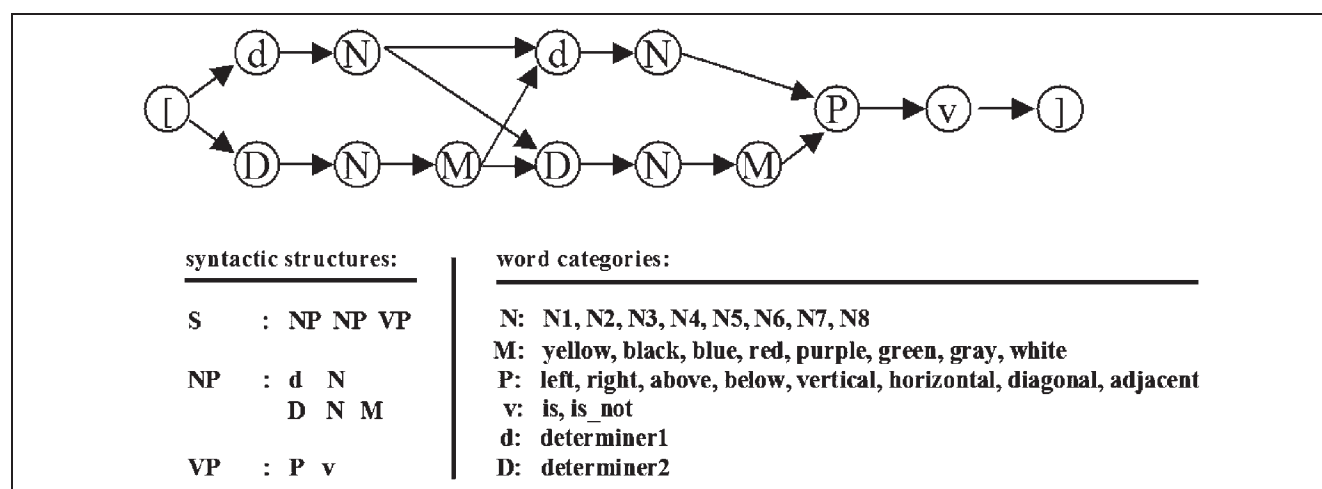 d N d N
[ P v ]
D N M D N M
syntactic structures: word categories:
S : NP NP VP N: N1, N2, N3, N4, N5, N6, N7, N8
M: yellow, black, blue, red, purple, green, gray, white
NP : d N P: left, right, above, below, vertical, horizontal, diagonal, adjacent
D N M v: is, is_not
d: determiner1
VP : P v D: determiner2